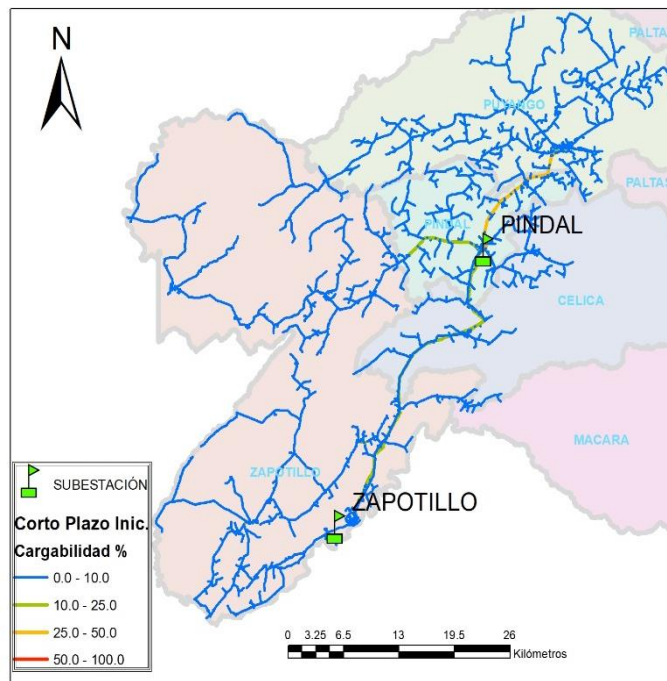 N
PALTA
PUYANGO
PALTAS
PINDAL
PINDAL
CELICA
MACARA
ZAPOTILLO
ZAPOTILLO
SUBESTACIÓN
Corto Plazo Inic.
Cargabilidad %
0.0 - 10.0
10.0 - 25.0
25.0 - 50.0
50.0 - 100.0
0 3.25 6.5 13 19.5 26
Kilómetros